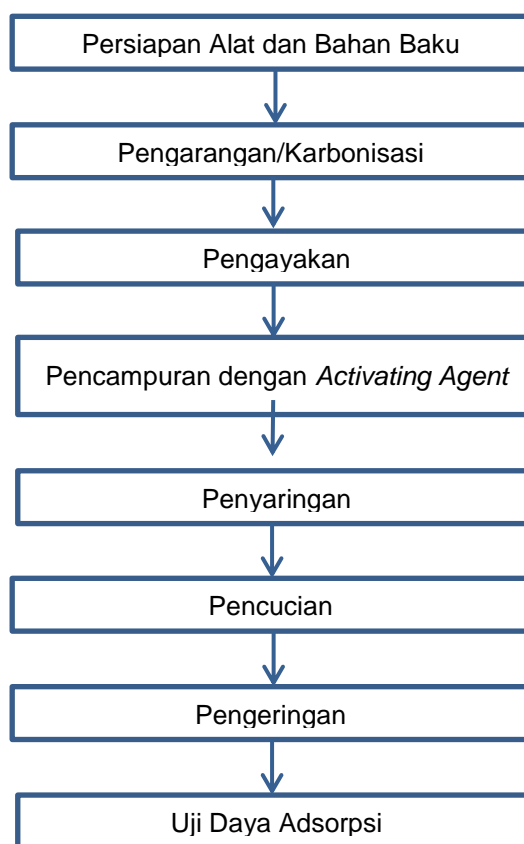 Persiapan Alat dan Bahan Baku
Pengarangan/Karbonisasi
Pengayakan
Pencampuran dengan Activating Agent
Penyaringan
Pencucian
Pengeringan
Uji Daya Adsorpsi